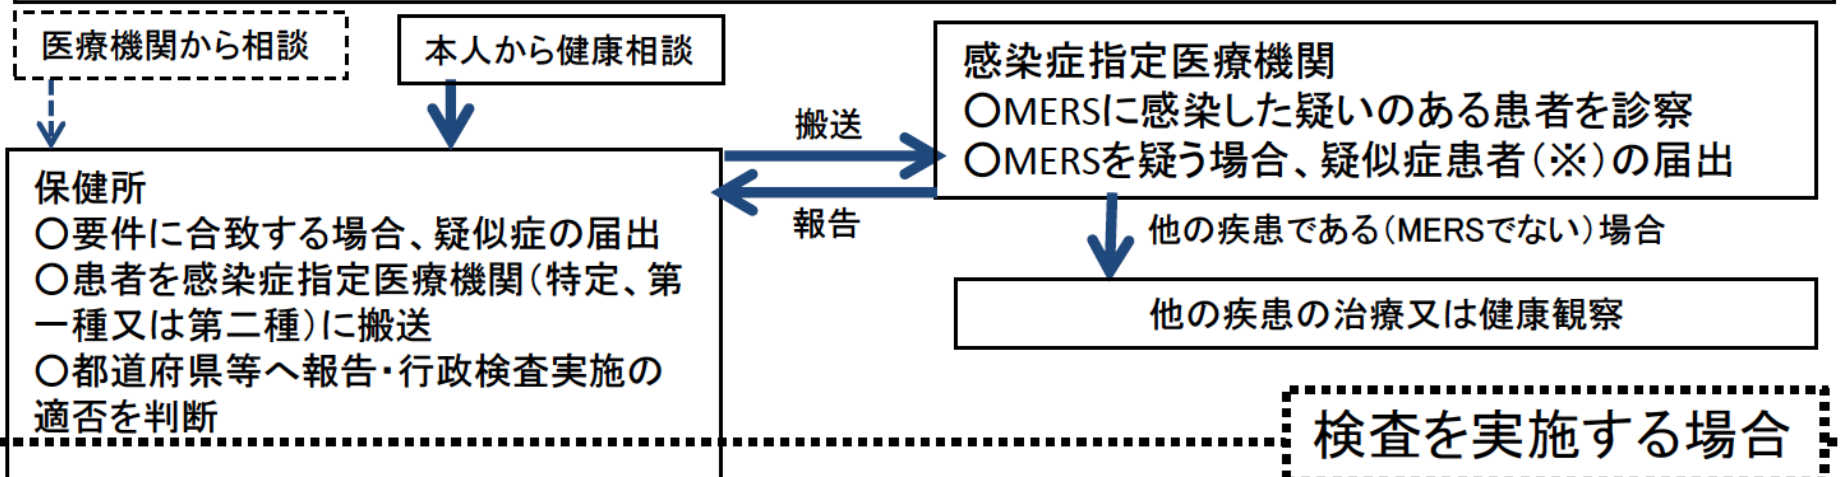 医療機関から相談
本人から健康相談
感染症指定医療機関
○MERSに感染した疑いのある患者を診察
○MERSを疑う場合、疑似症患者（※）の届出
搬送
報告
保健所
○要件に合致する場合、疑似症の届出
○患者を感染症指定医療機関（特定、第
一種又は第二種）に搬送
○都道府県等へ報告・行政検査実施の
適否を判断
他の疾患である（MERSでない）場合
他の疾患の治療又は健康観察
検査を実施する場合